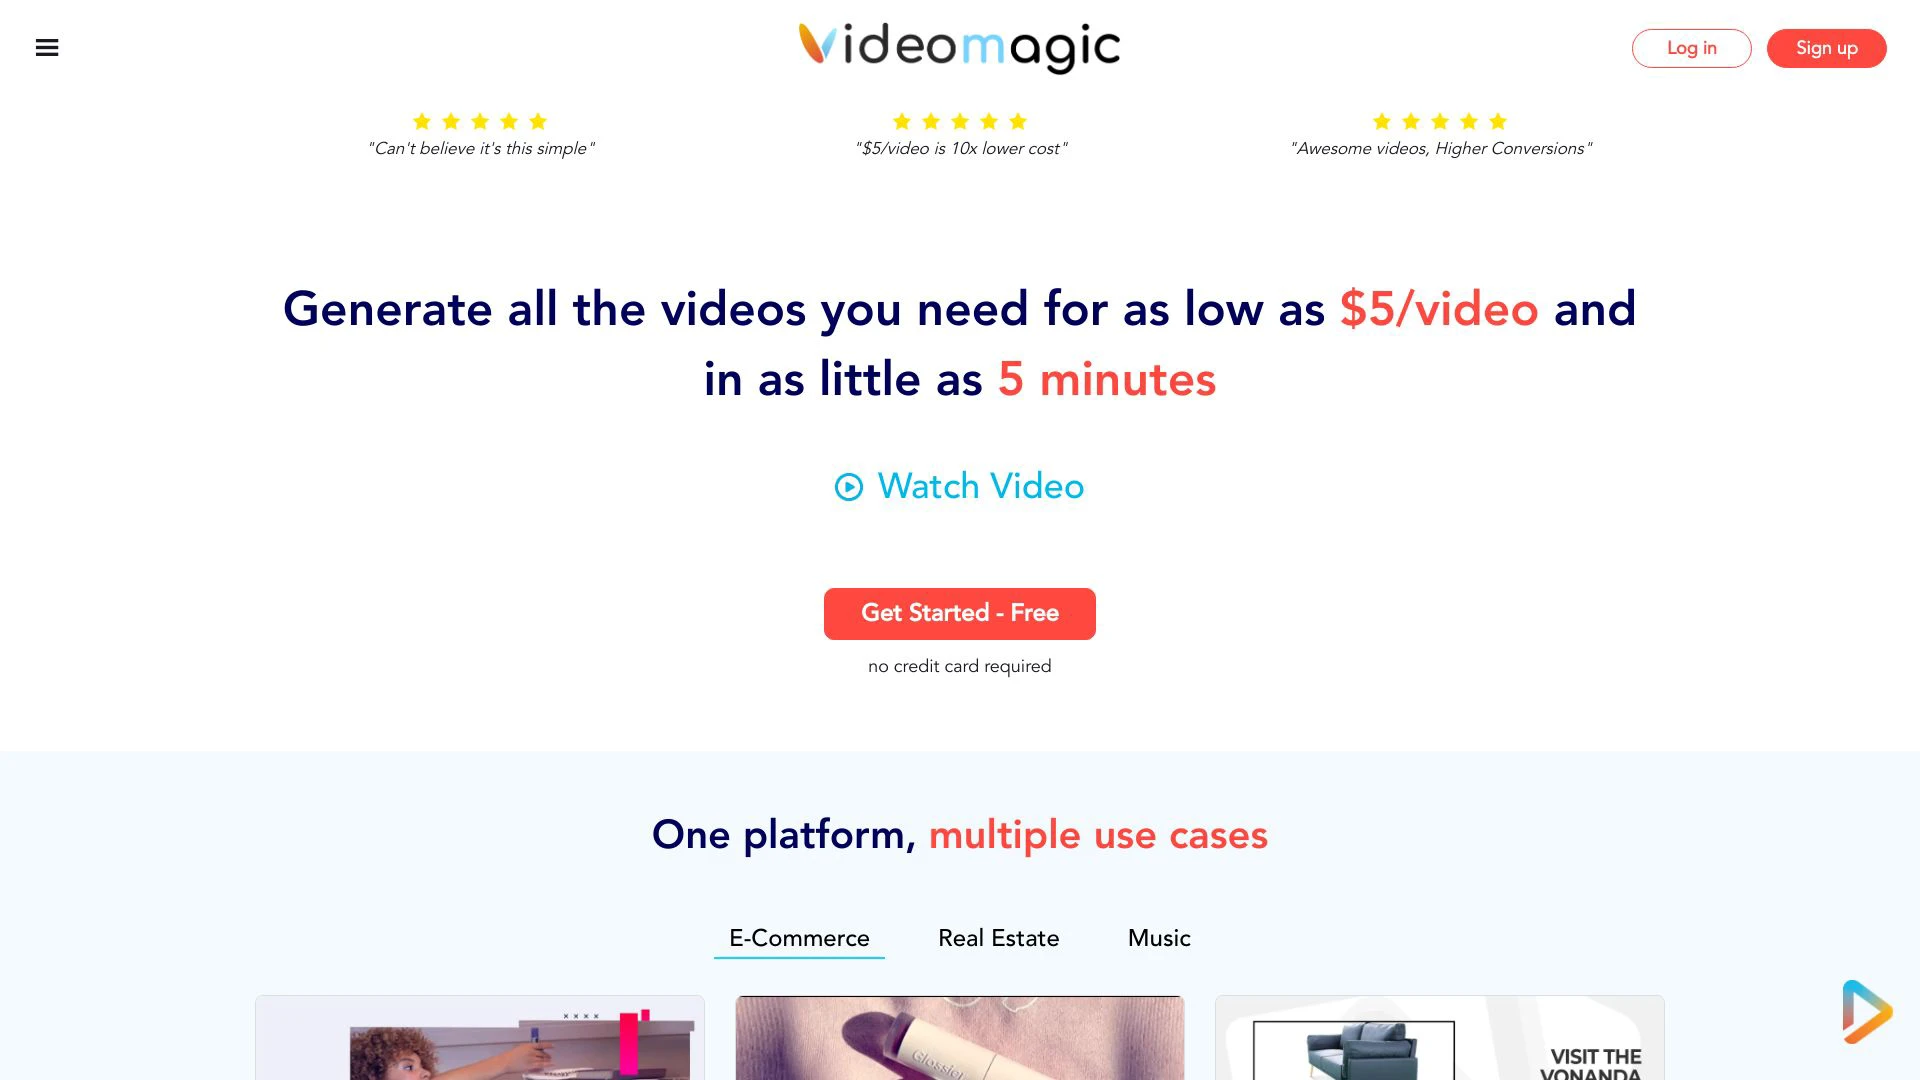 Videomagic
Log in
Sign up
"Can't believe it's this simple"
"$5/video is 10x lower cost"
"Awesome videos, Higher Conversions"
Generate all the videos you need for as low as $5/video and
in as little as 5 minutes
Watch Video
Get Started - Free
no credit card required
One platform, multiple use cases
E-Commerce
Real Estate
Music
Glossier
VISIT THE
VONANDA